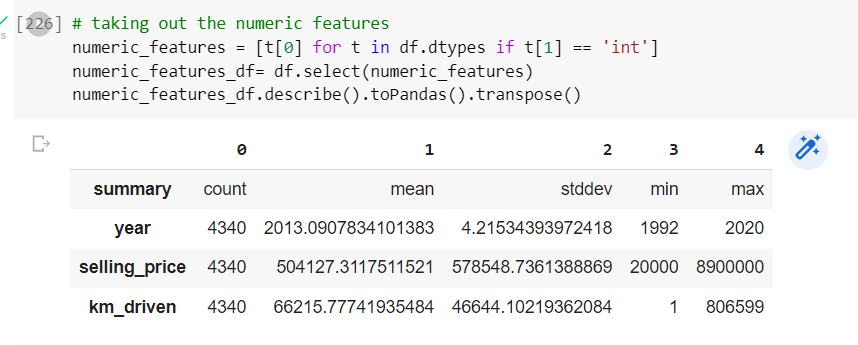 [226] # taking out the numeric features
numeric_features = [t[0] for t in df.dtypes if t[1] == 'int']
numeric_features_df= df.select(numeric_features)
numeric_features_df.describe().toPandas().transpose()
0 1 2 3 4
summary count mean stddev min max
year 4340 2013.0907834101383 4.21534393972418 1992 2020
selling_price 4340 504127.3117511521 578548.7361388869 20000 8900000
km_driven 4340 66215.77741935484 46644.10219362084 1 806599